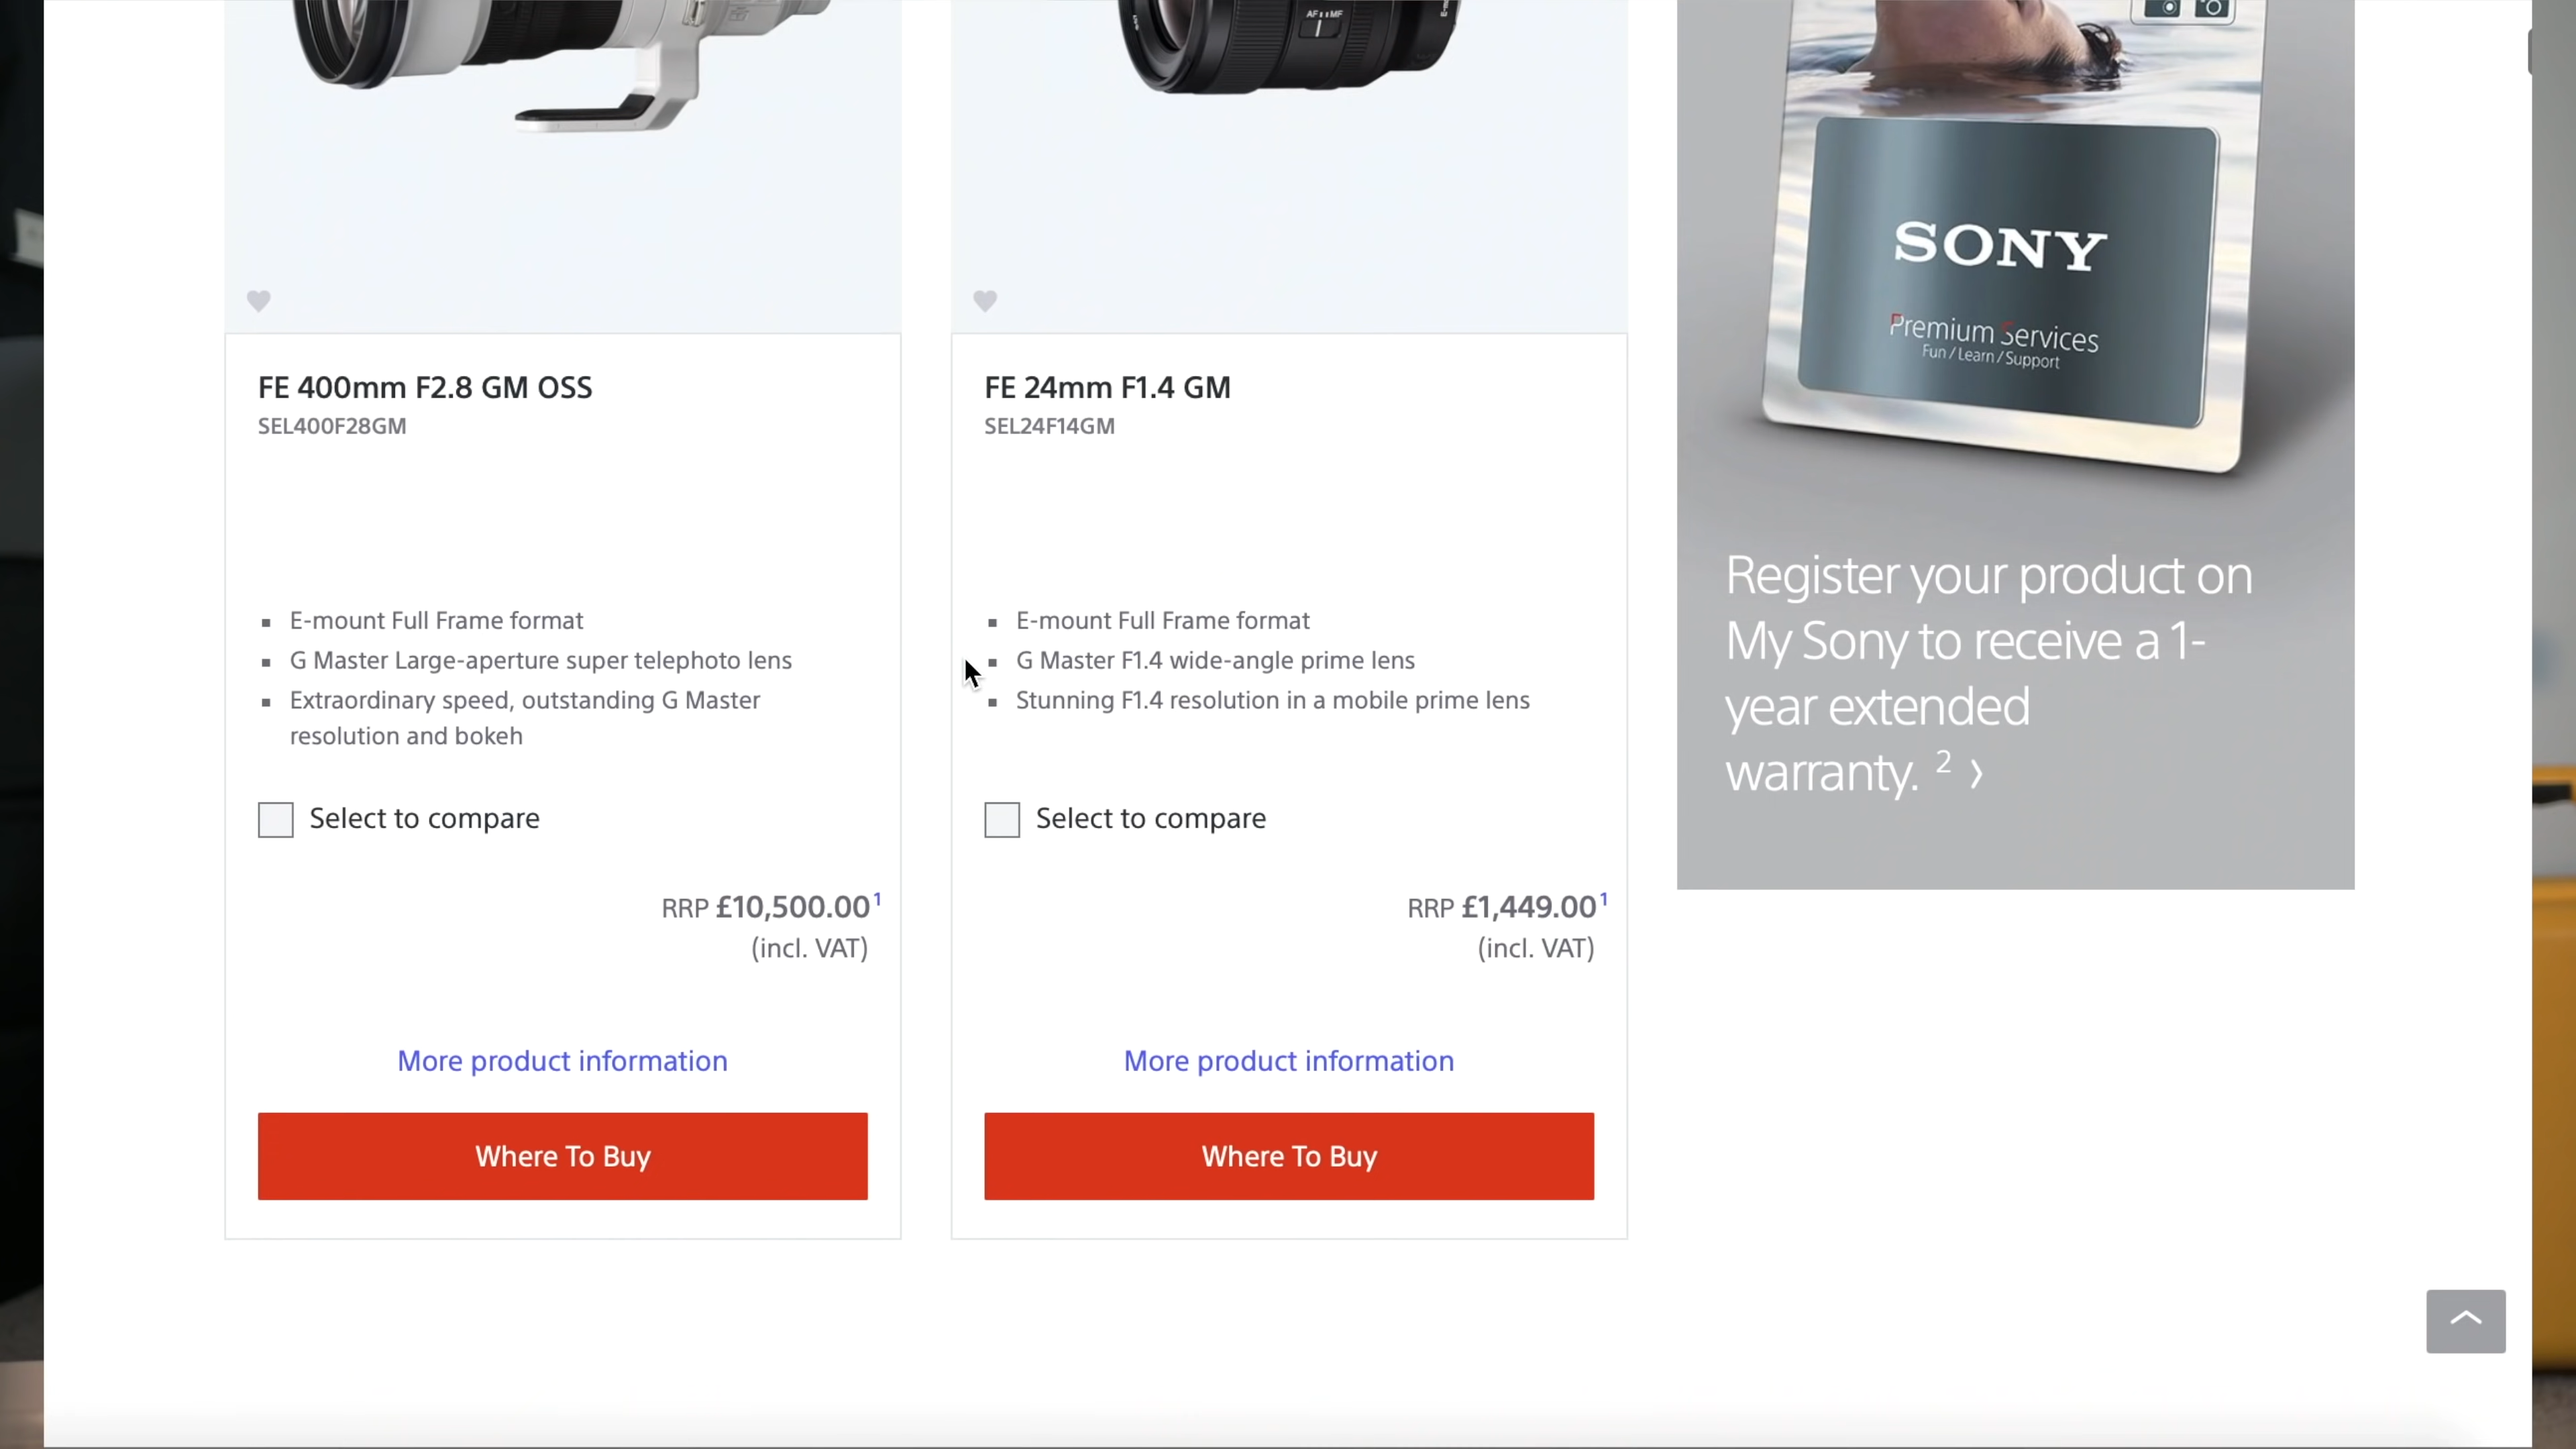 AF MF
FE 400mm F2.8 GM OSS
SEL400F28GM
E-mount Full Frame format
G Master Large-aperture super telephoto lens
Extraordinary speed, outstanding G Master
resolution and bokeh
Select to compare
RRP £10,500.00¹
(incl. VAT)
More product information
Where To Buy
FE 24mm F1.4 GM
SEL24F14GM
E-mount Full Frame format
G Master F1.4 wide-angle prime lens
Stunning F1.4 resolution in a mobile prime lens
Select to compare
RRP £1,449.00¹
(incl. VAT)
More product information
Where To Buy
SONY
Premium Services
Fun / Learn / Support
Register your product on
My Sony to receive a 1-
year extended
warranty. ² ›